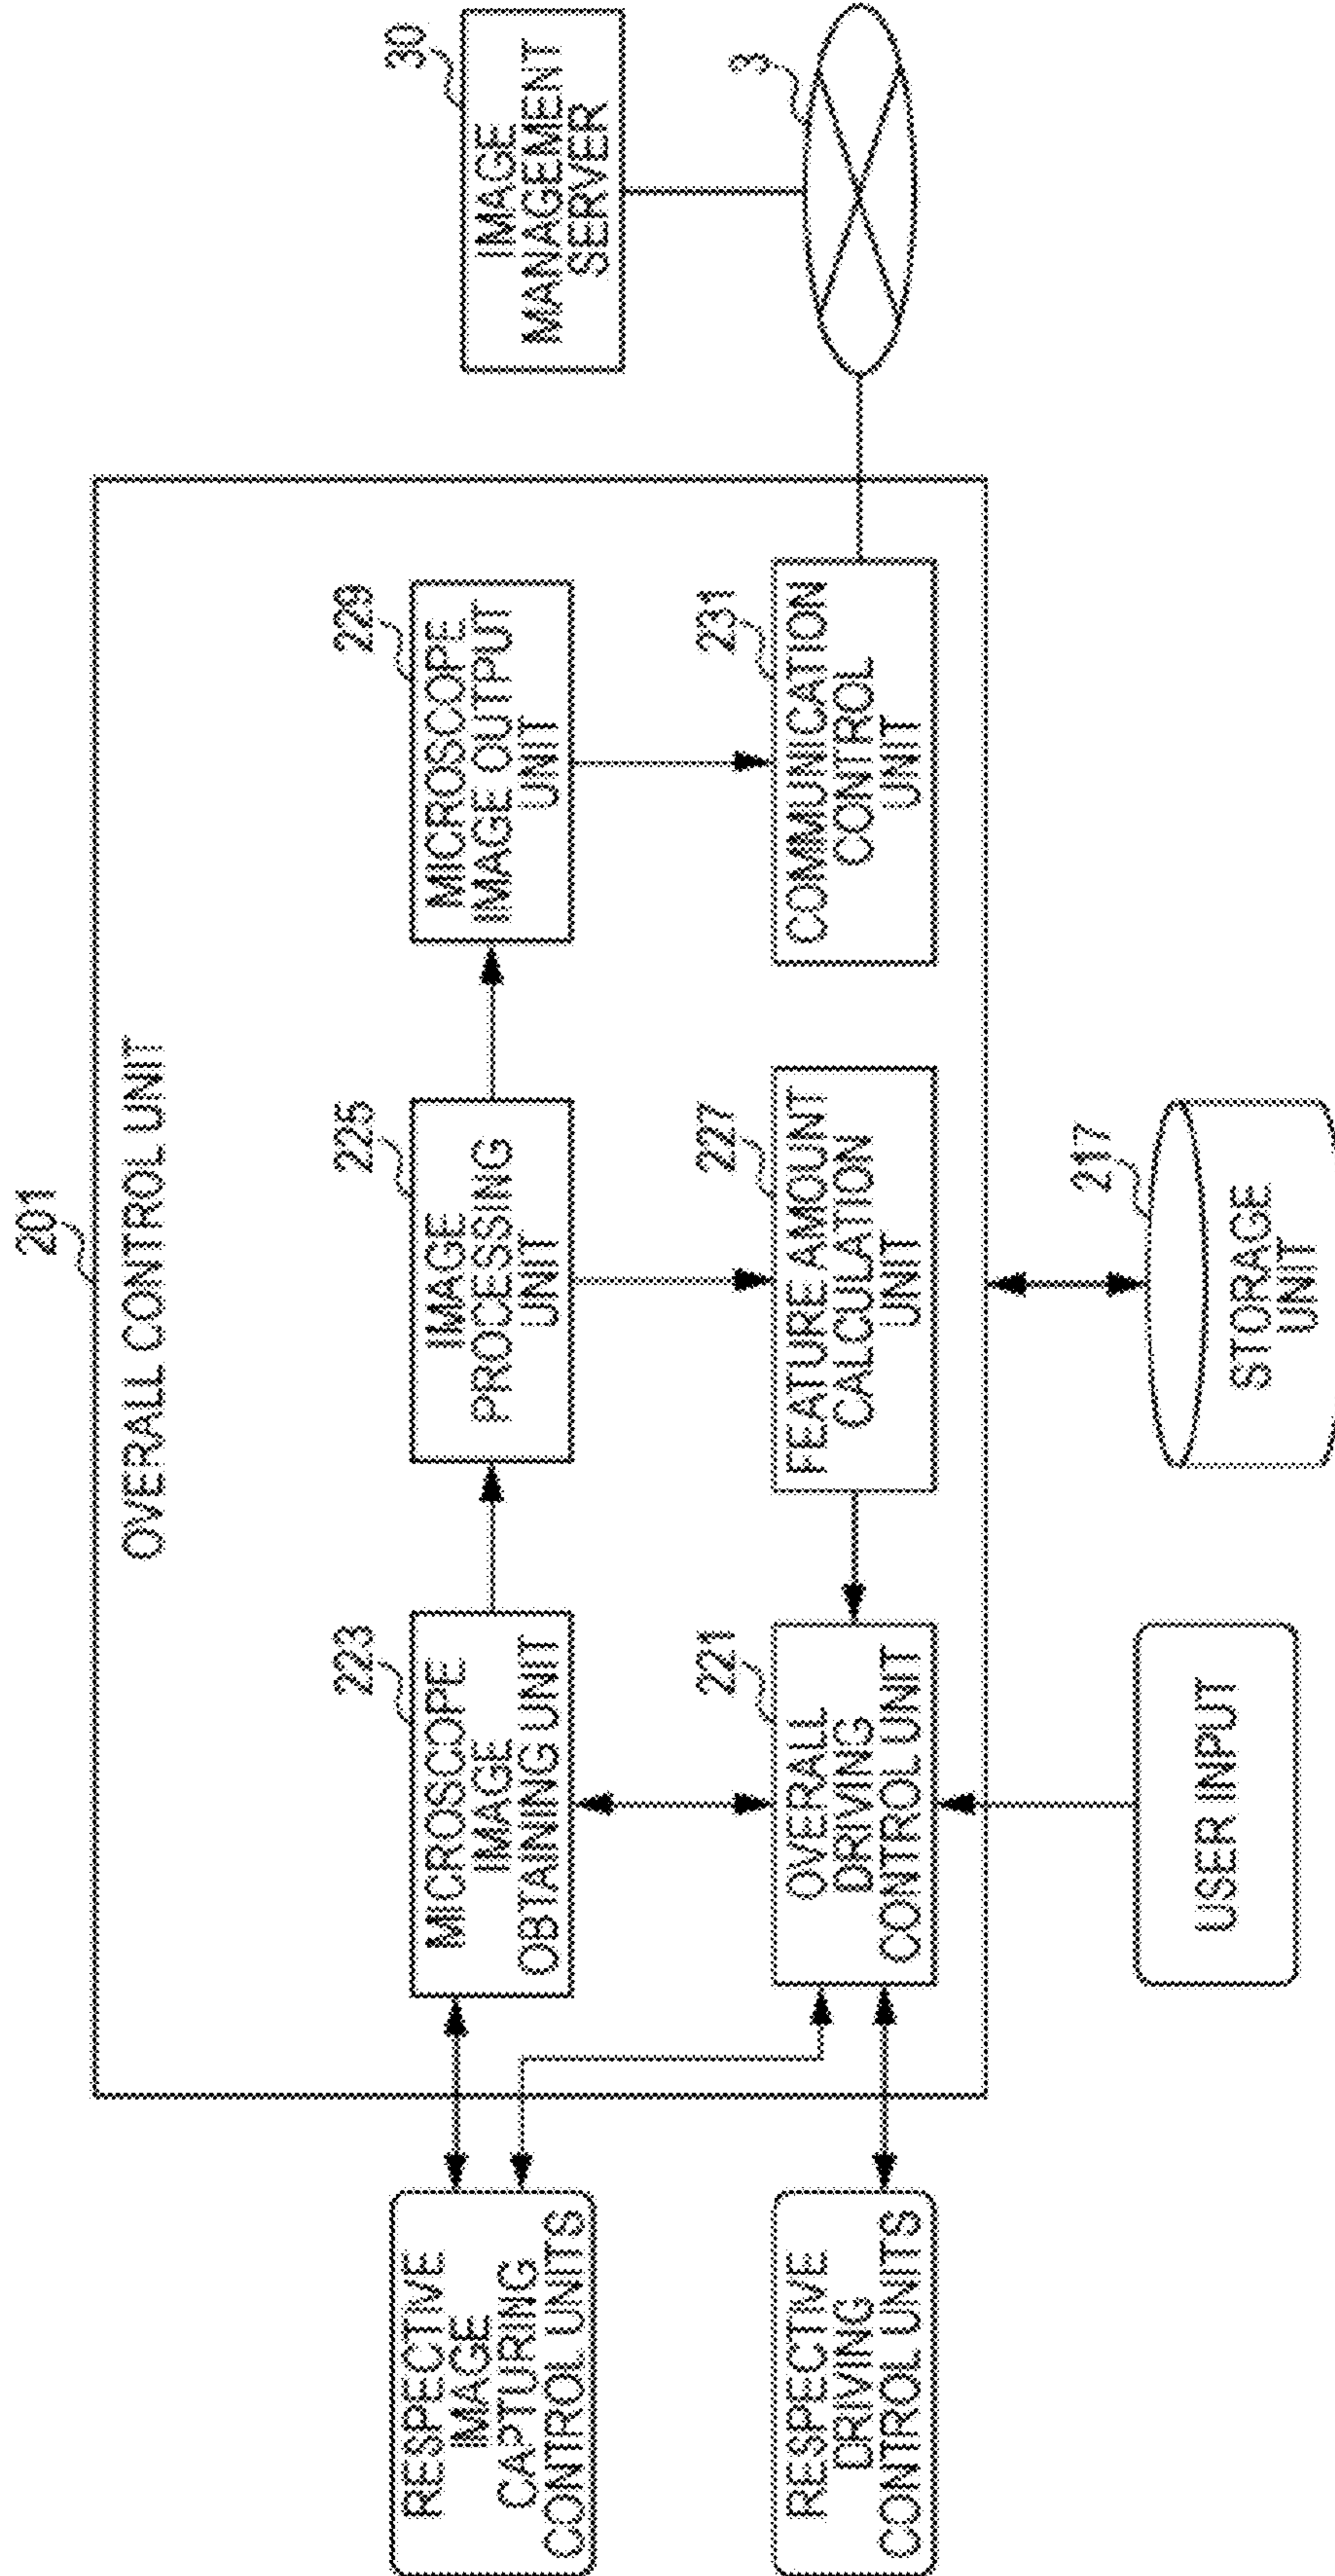 201
OVERALL CONTROL UNIT
RESPECTIVE
IMAGE
CAPTURING
CONTROL UNITS
223
MICROSCOPE
IMAGE
OBTAINING UNIT
225
IMAGE
PROCESSING
UNIT
229
MICROSCOPE
IMAGE OUTPUT
UNIT
30
IMAGE
MANAGEMENT
SERVER
RESPECTIVE
DRIVING
CONTROL UNITS
221
OVERALL
DRIVING
CONTROL UNIT
227
FEATURE AMOUNT
CALCULATION
UNIT
231
COMMUNICATION
CONTROL
UNIT
3
USER INPUT
217
STORAGE
UNIT